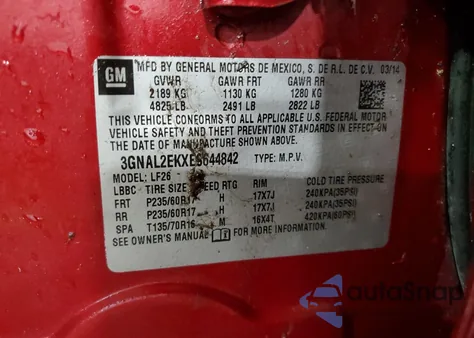 GM
MFD BY GENERAL MOTORS DE MEXICO, S. DE R.L. DE C.V. 03/14
GVWR GAWR FRT GAWR RR
2189 KG 1130 KG 1280 KG
4825 LB 2491 LB 2822 LB
THIS VEHICLE CONFORMS TO ALL APPLICABLE U.S. FEDERAL MOTOR
VEHICLE SAFETY AND THEFT PREVENTION STANDARDS IN EFFECT ON
THE DATE OF MANUFACTURE SHOWN ABOVE.
3GNAL2EKXES644842 TYPE: M.P.V.
MODEL: LF26
LBBC TIRE SIZE RTG RIM COLD TIRE PRESSURE
FRT P235/60R17 H 17X7J 240KPA(35PSI)
RR P235/60R17 H 17X7J 240KPA(35PSI)
SPA T135/70R16 M 16X4T 420KPA(60PSI)
SEE OWNER'S MANUAL FOR MORE INFORMATION.
autoSnap